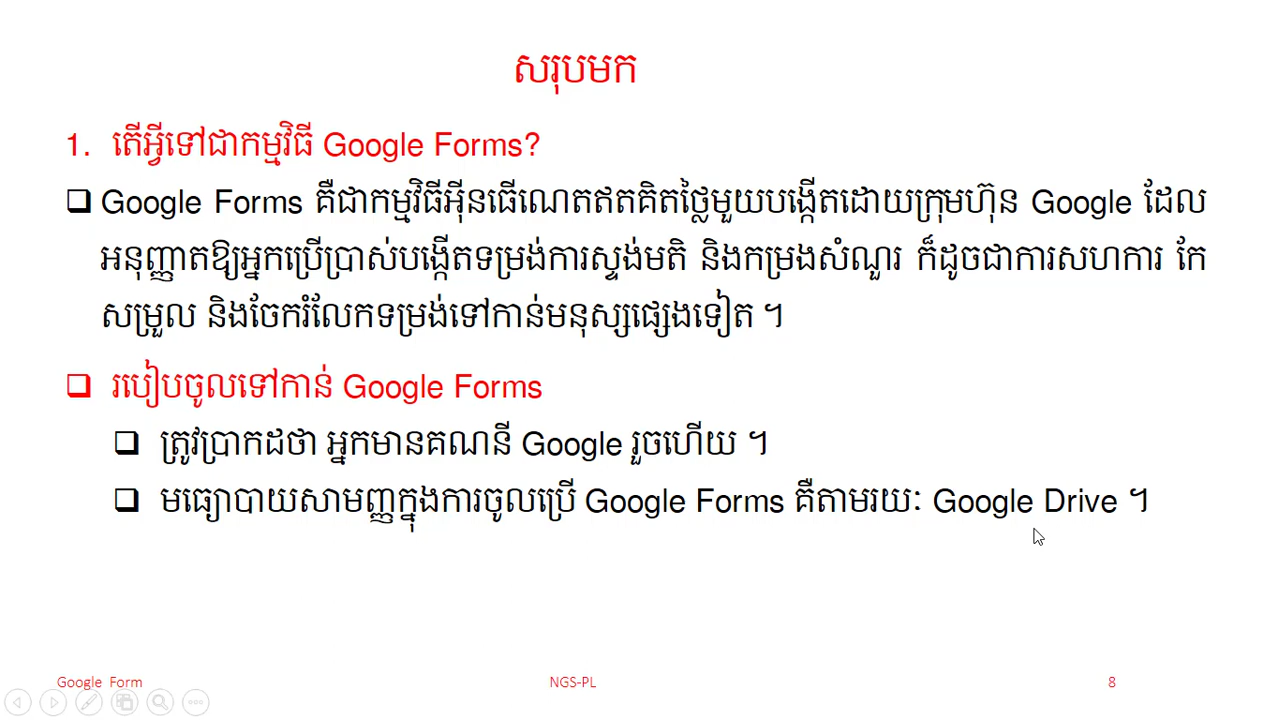 សរុបមក
1. តើអ្វីទៅជាកម្មវិធី Google Forms?
Google Forms គឺជាកម្មវិធីអ៊ីនធើណេតឥតគិតថ្លៃមួយបង្កើតដោយក្រុមហ៊ុន Google ដែល
អនុញ្ញាតឱ្យអ្នកប្រើប្រាស់បង្កើតទម្រង់ការស្ទង់មតិ និងកម្រងសំណួរ ក៏ដូចជាការសហការ កែ
សម្រួល និងចែករំលែកទម្រង់ទៅកាន់មនុស្សផ្សេងទៀត ។
របៀបចូលទៅកាន់ Google Forms
ត្រូវប្រាកដថា អ្នកមានគណនី Google រួចហើយ ។
មធ្យោបាយសាមញ្ញក្នុងការចូលប្រើ Google Forms គឺតាមរយៈ Google Drive ។
Google Form NGS-PL 8